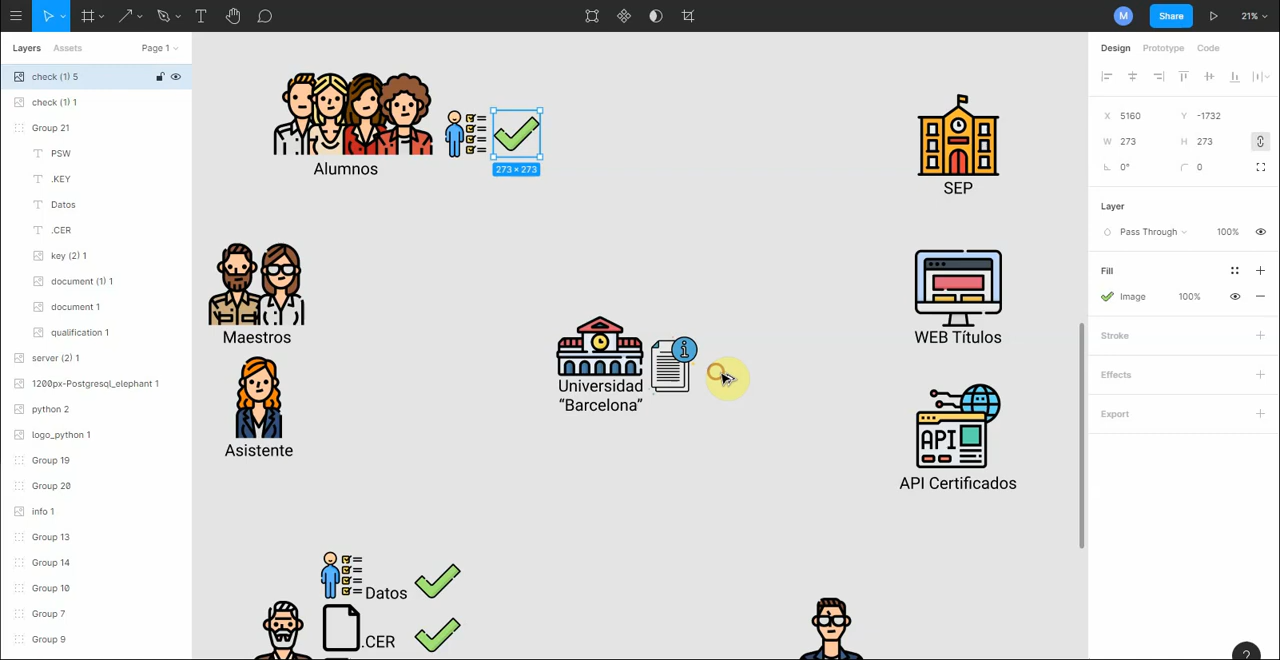 M
Share
21%
Layers
Assets
Page 1
Design
Prototype
Code
check (1) 5
check (1) 1
Group 21
PSW
.KEY
Datos
.CER
key (2) 1
document (1) 1
document 1
qualification 1
server (2) 1
1200px-Postgresql_elephant 1
python 2
logo_python 1
Group 19
Group 20
info 1
Group 13
Group 14
Group 10
Group 7
Group 9
273 × 273
Alumnos
SEP
Maestros
i
Universidad
"Barcelona"
WEB Títulos
Asistente
API
API Certificados
Datos
.CER
X 5160 Y -1732
W 273 H 273
0° 0
Layer
Pass Through 100%
Fill
Image 100%
Stroke
Effects
Export
?